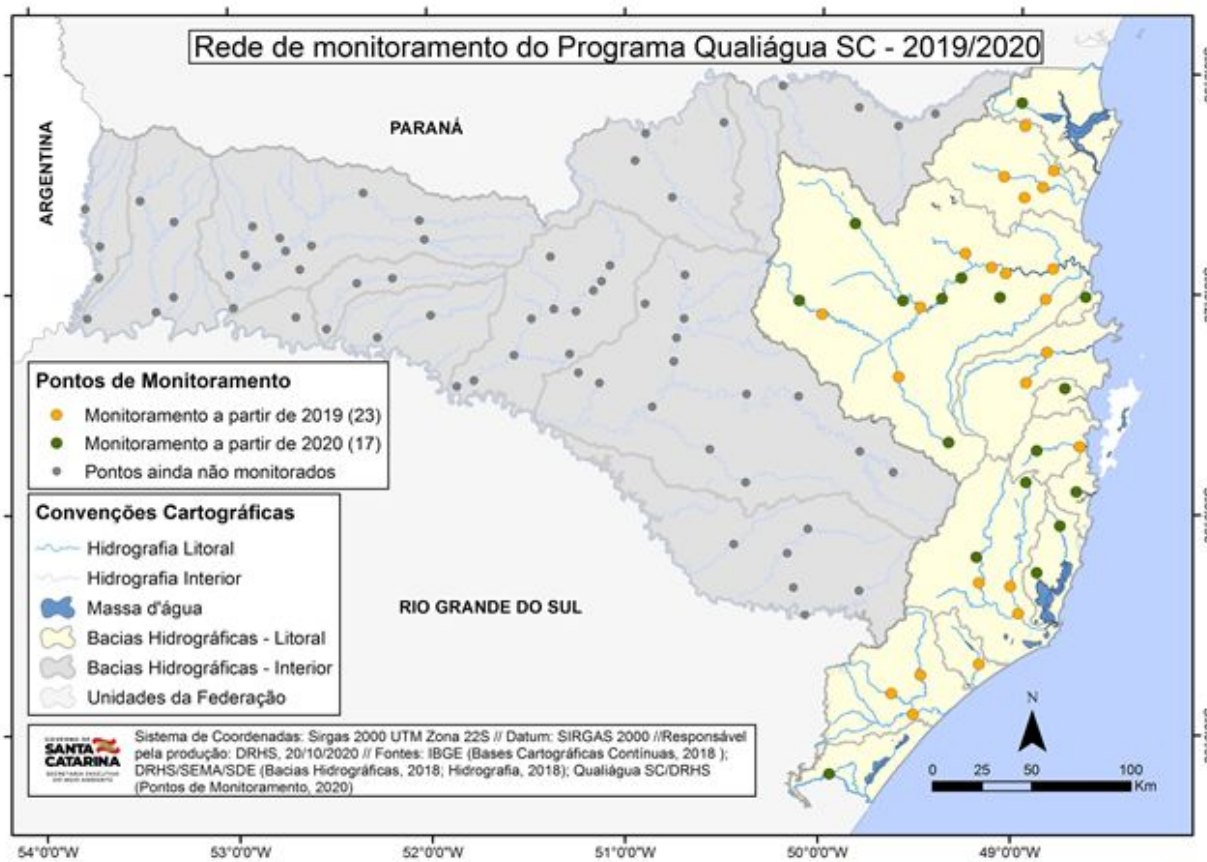 Rede de monitoramento do Programa Qualiágua SC - 2019/2020
PARANÁ
ARGENTINA
RIO GRANDE DO SUL
Pontos de Monitoramento
Monitoramento a partir de 2019 (23)
Monitoramento a partir de 2020 (17)
Pontos ainda não monitorados
Convenções Cartográficas
Hidrografia Litoral
Hidrografia Interior
Massa d'água
Bacias Hidrográficas - Litoral
Bacias Hidrográficas - Interior
Unidades da Federação
GOVERNO DE
SANTA
CATARINA
SECRETARIA EXECUTIVA
DO MEIO AMBIENTE
Sistema de Coordenadas: Sirgas 2000 UTM Zona 22S // Datum: SIRGAS 2000 //Responsável
pela produção: DRHS, 20/10/2020 // Fontes: IBGE (Bases Cartográficas Contínuas, 2018 );
DRHS/SEMA/SDE (Bacias Hidrográficas, 2018; Hidrografia, 2018); Qualiágua SC/DRHS
(Pontos de Monitoramento, 2020)
N
0 25 50 100
Km
54°0'0"W 53°0'0"W 52°0'0"W 51°0'0"W 50°0'0"W 49°0'0"W